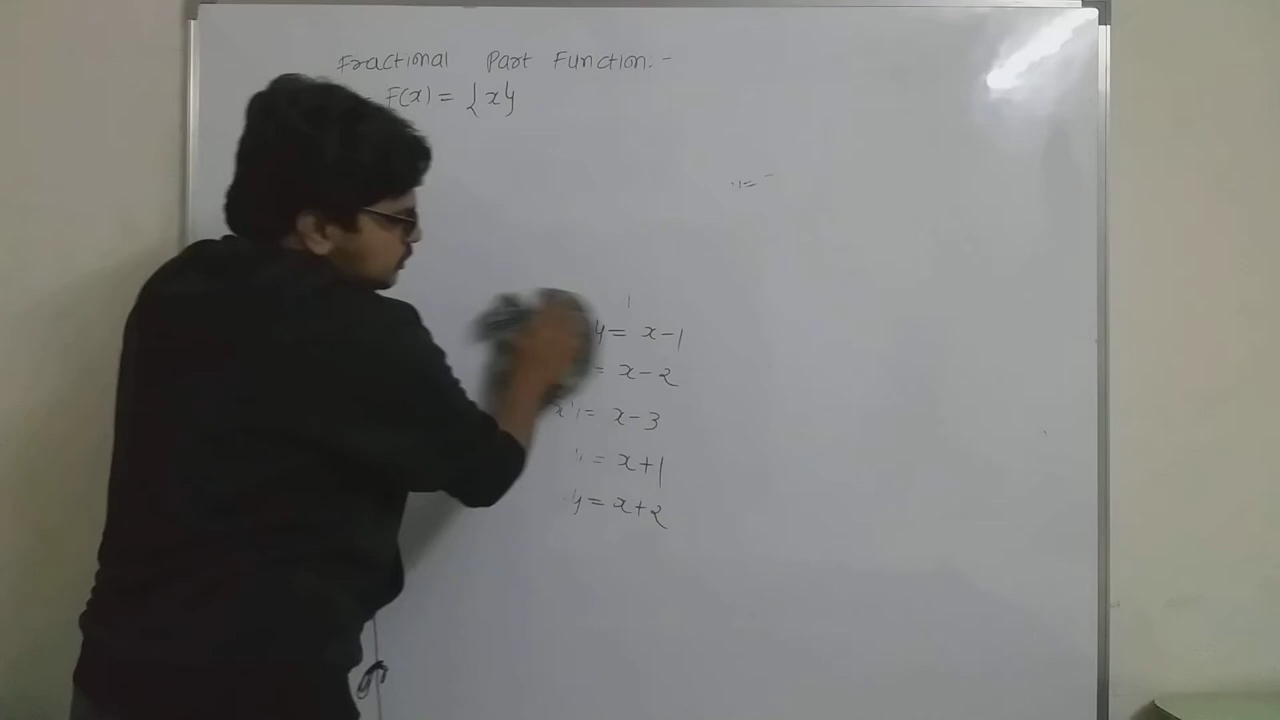 Fractional Part Function:-
F(x) = {x}
y = x-1
= x-2
= x-3
= x+1
y = x+2